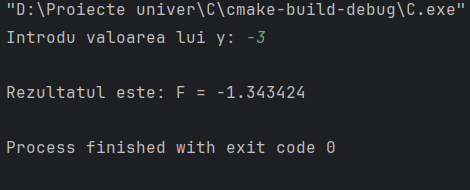 "D:\Proiecte univer\C\cmake-build-debug\C.exe"
Introdu valoarea lui y: -3
Rezultatul este: F = -1.343424
Process finished with exit code 0